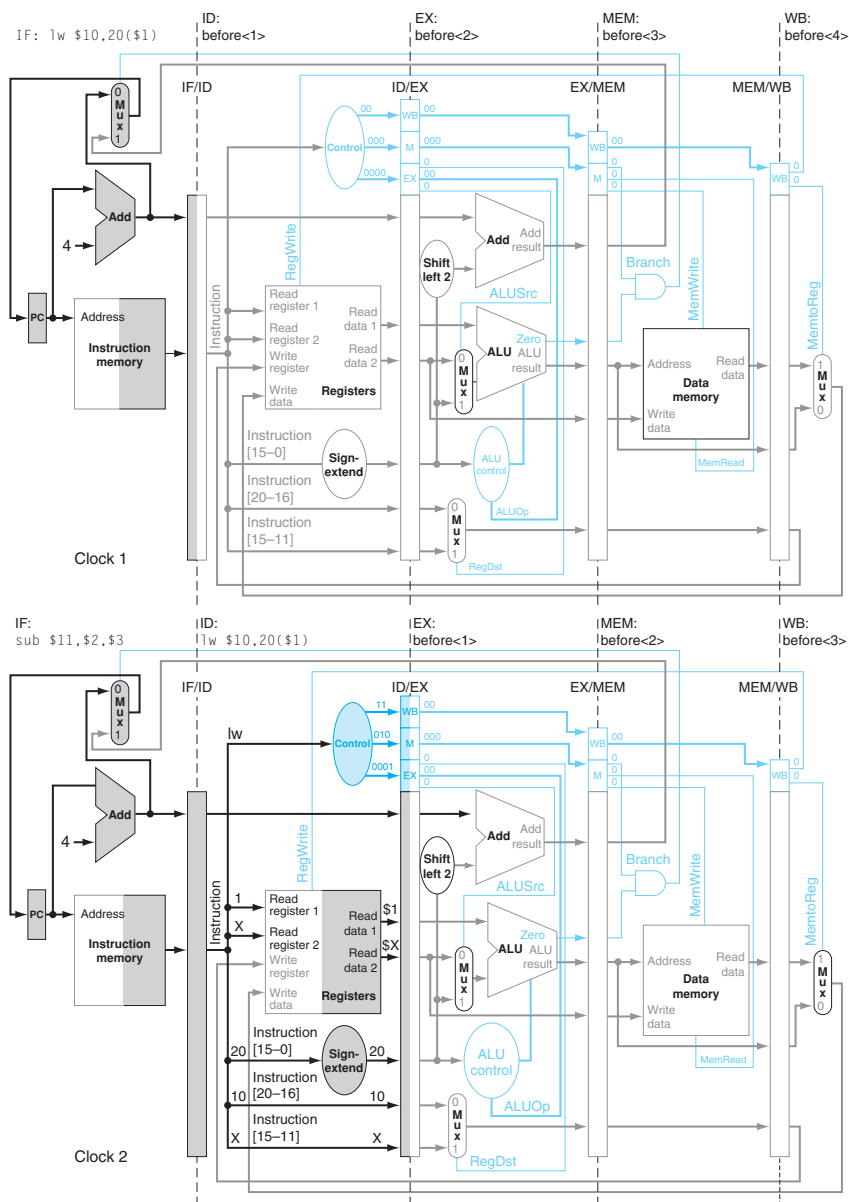 ID: EX: MEM: WB:
IF: lw $10,20($1) before<1> before<2> before<3> before<4>
IF/ID ID/EX EX/MEM MEM/WB
0
Mux
1
Control
00
000
0000
WB
M
EX
00
000
0
00
0
WB
M
00
0
0
0
WB
0
0
Add
4
RegWrite
Shift left 2
Add
Add result
Branch
ALUSrc
MemWrite
MemtoReg
PC
Address
Instruction memory
Instruction
Read register 1
Read register 2
Write register
Write data
Read data 1
Read data 2
Registers
0
Mux
1
Zero
ALU
ALU result
Address
Write data
Read data
Data memory
MemRead
1
Mux
0
Instruction [15–0]
Sign-extend
ALU control
Instruction [20–16]
ALUOp
Instruction [15–11]
0
Mux
1
RegDst
Clock 1
IF: ID: EX: MEM: WB:
sub $11,$2,$3 lw $10,20($1) before<1> before<2> before<3>
IF/ID ID/EX EX/MEM MEM/WB
0
Mux
1
lw
Control
11
010
0001
WB
M
EX
00
000
0
00
0
WB
M
00
0
0
0
WB
0
0
Add
4
RegWrite
Shift left 2
Add
Add result
Branch
ALUSrc
MemWrite
MemtoReg
PC
Address
Instruction memory
Instruction
1
X
Read register 1
Read register 2
Write register
Write data
Read data 1
Read data 2
Registers
$1
$X
0
Mux
1
Zero
ALU
ALU result
Address
Write data
Read data
Data memory
MemRead
1
Mux
0
20
Instruction [15–0]
Sign-extend
20
ALU control
10
Instruction [20–16]
10
ALUOp
X
Instruction [15–11]
X
0
Mux
1
RegDst
Clock 2